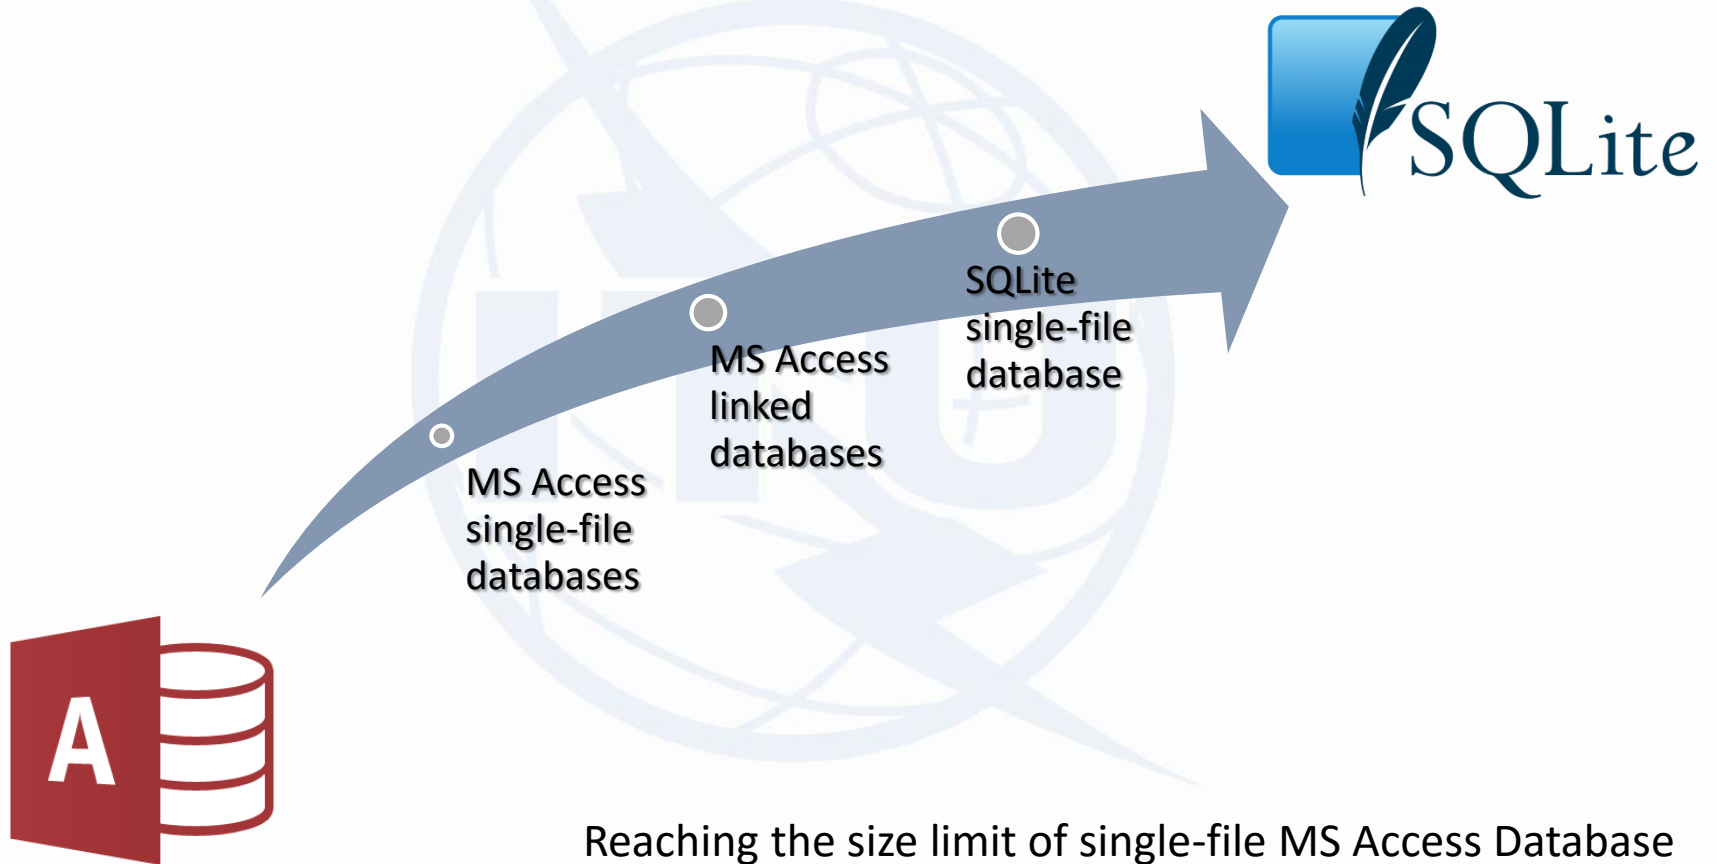 SQLite
SQLite
single-file
database
MS Access
linked
databases
MS Access
single-file
databases
A
ITU
Reaching the size limit of single-file MS Access Database